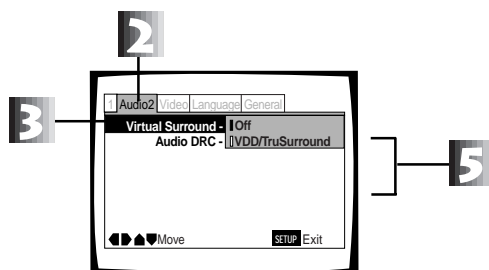 2
3
1 Audio2 Video Language General
Virtual Surround - Off
Audio DRC - VDD/TruSurround
5
Move SETUP Exit